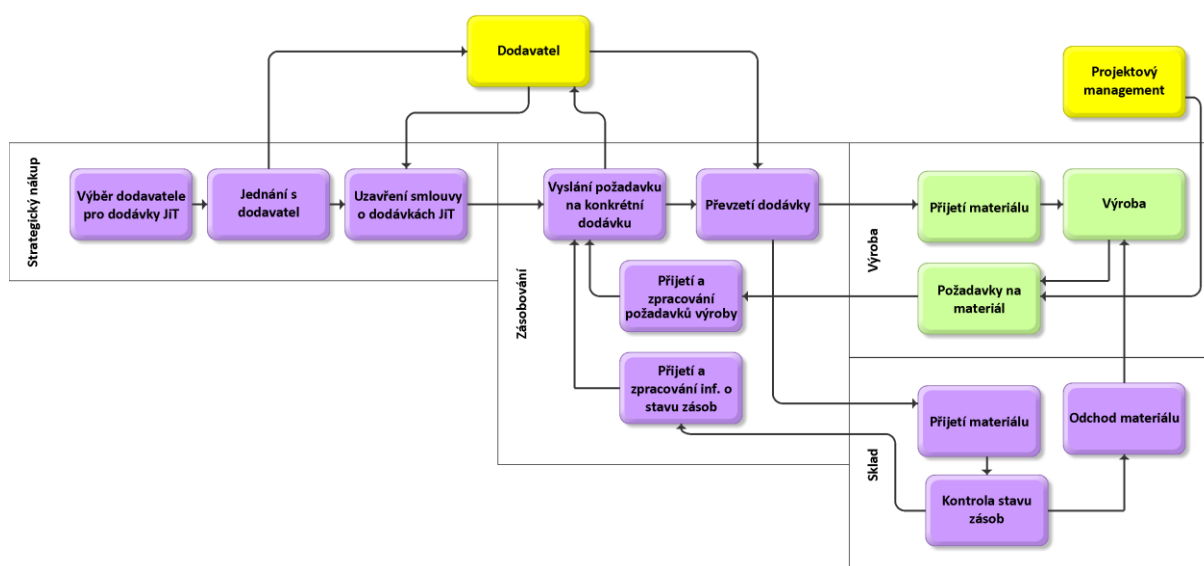 Dodavatel
Projektový
management
Strategický nákup
Výběr dodavatele
pro dodávky JiT
Jednání s
dodavatel
Uzavření smlouvy
o dodávkách JiT
Zásobování
Vyslání požadavku
na konkrétní
dodávku
Převzetí dodávky
Přijetí a
zpracování
požadavků výroby
Přijetí a
zpracování inf. o
stavu zásob
Výroba
Přijetí materiálu
Výroba
Požadavky na
materiál
Sklad
Přijetí materiálu
Odchod materiálu
Kontrola stavu
zásob